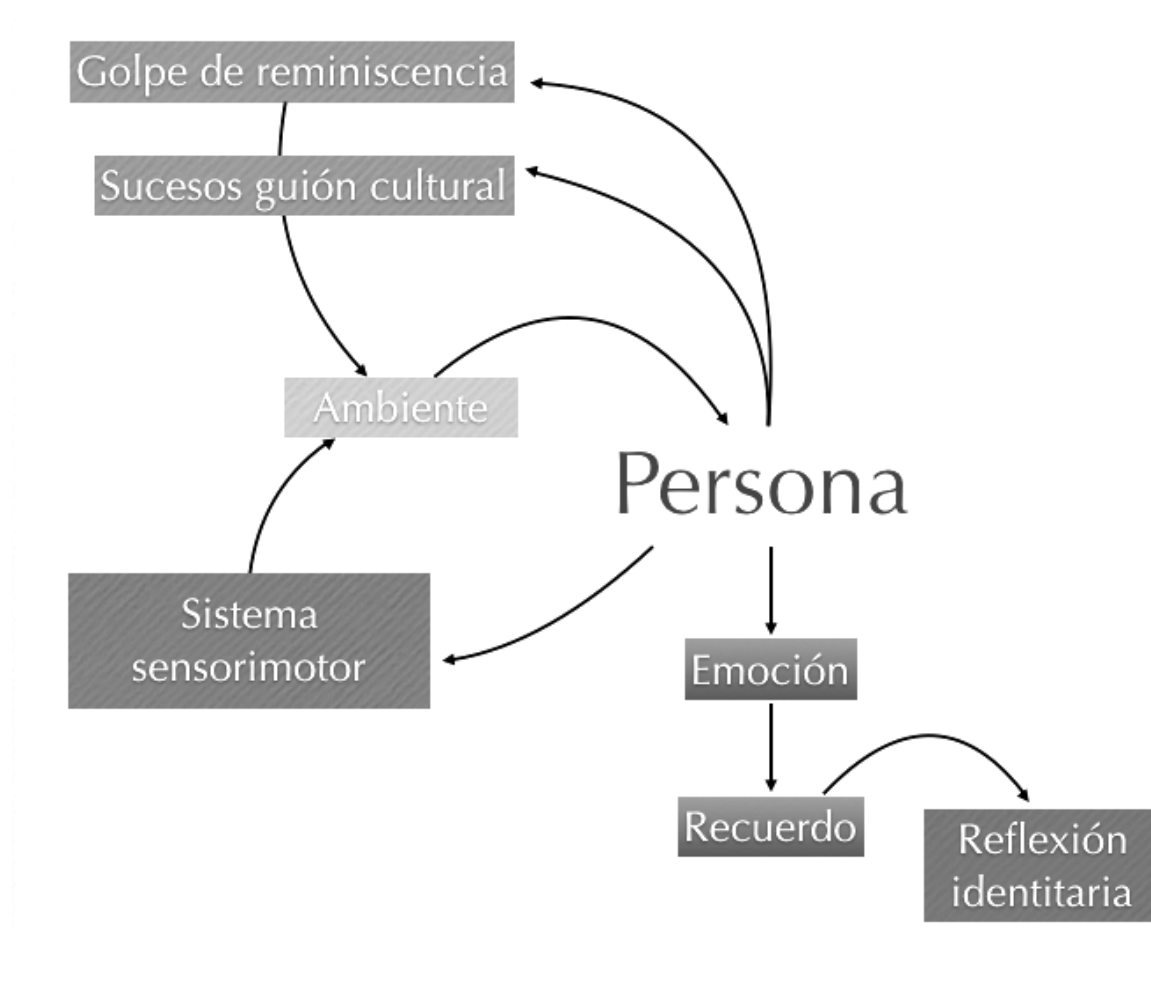 Golpe de reminiscencia
Sucesos guión cultural
Ambiente
Persona
Sistema
sensorimotor
Emoción
Recuerdo
Reflexión
identitaria